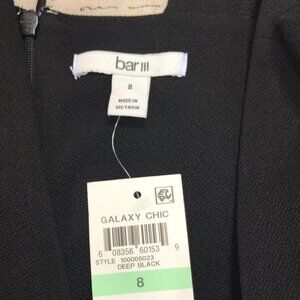 bar III
8
MADE IN
VIETNAM
GALAXY CHIC
6 08356 60153 9
STYLE 100005023
DEEP BLACK
8